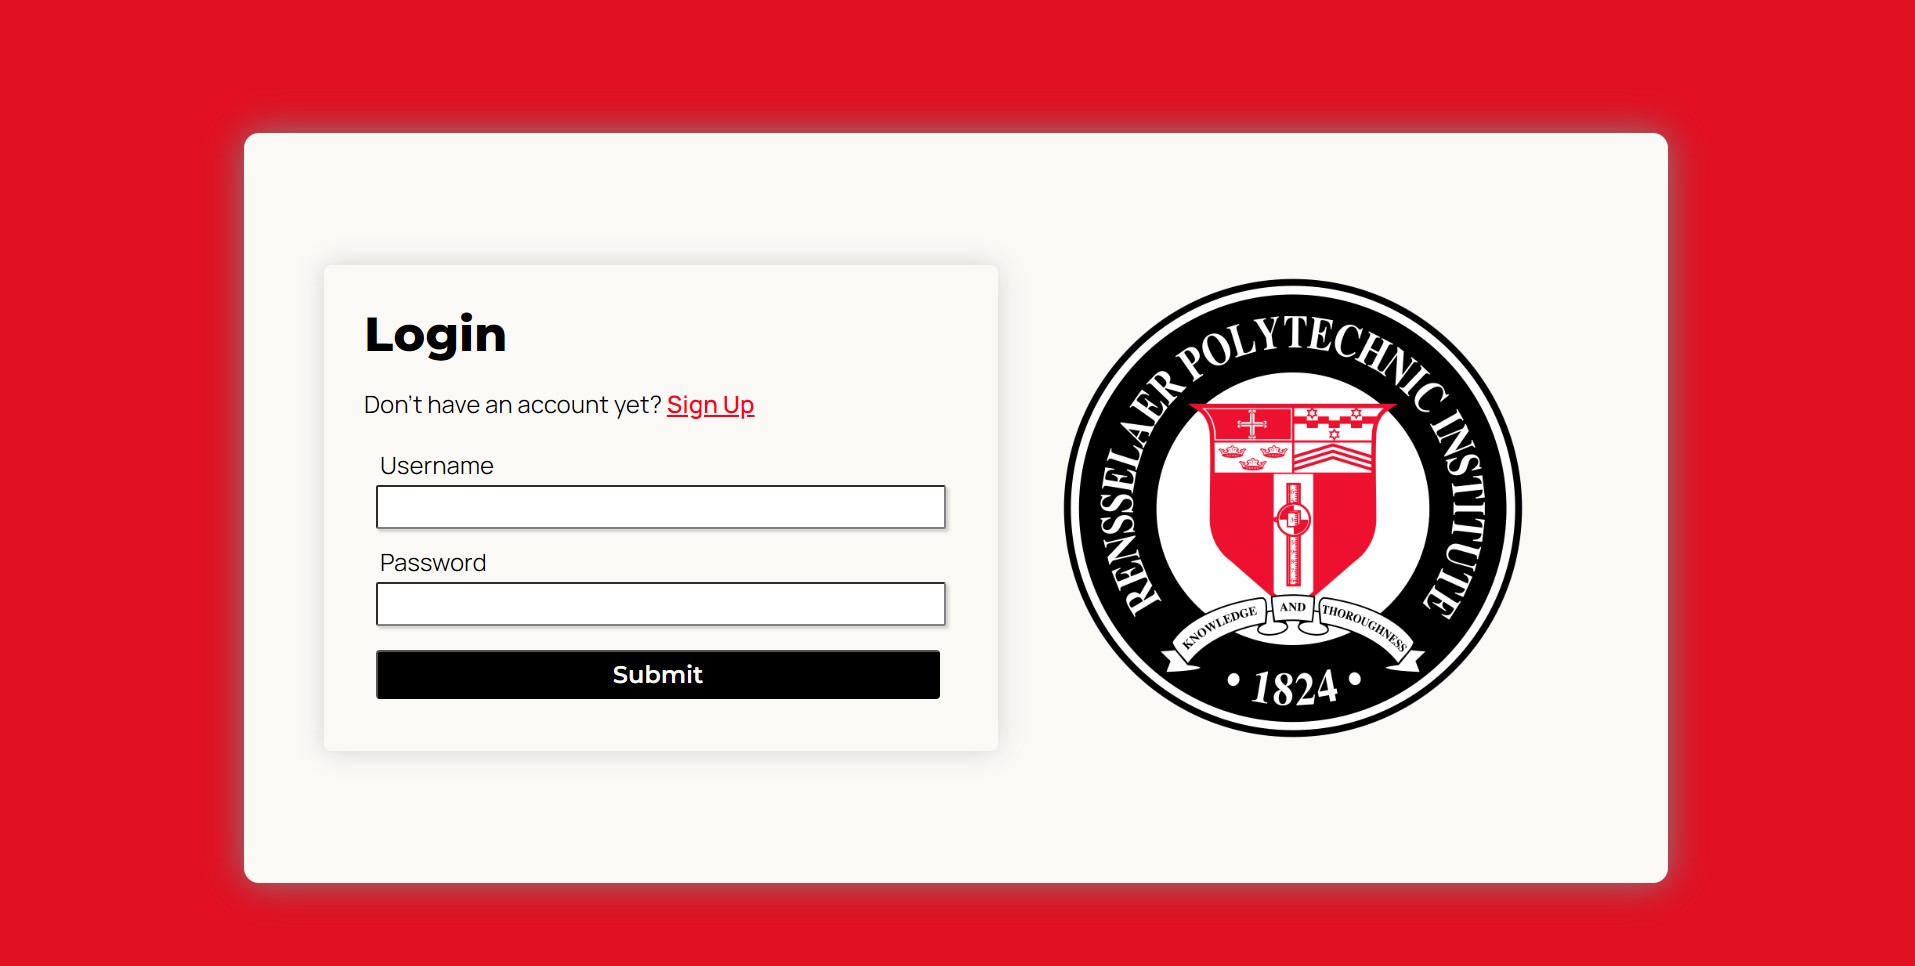 Login
Don't have an account yet? Sign Up
Username
Password
Submit
RENSSELAER POLYTECHNIC INSTITUTE
KNOWLEDGE AND THOROUGHNESS
• 1824 •